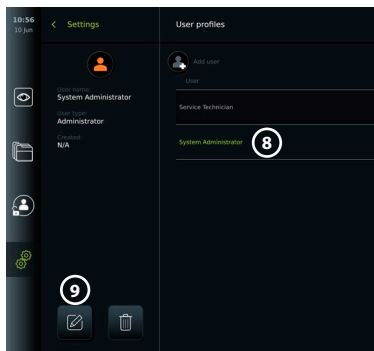 10:56
10 Jun
Settings
User profiles
Add user
User
User name:
System Administrator
User type:
Administrator
Created:
N/A
Service Technician
System Administrator
8
9